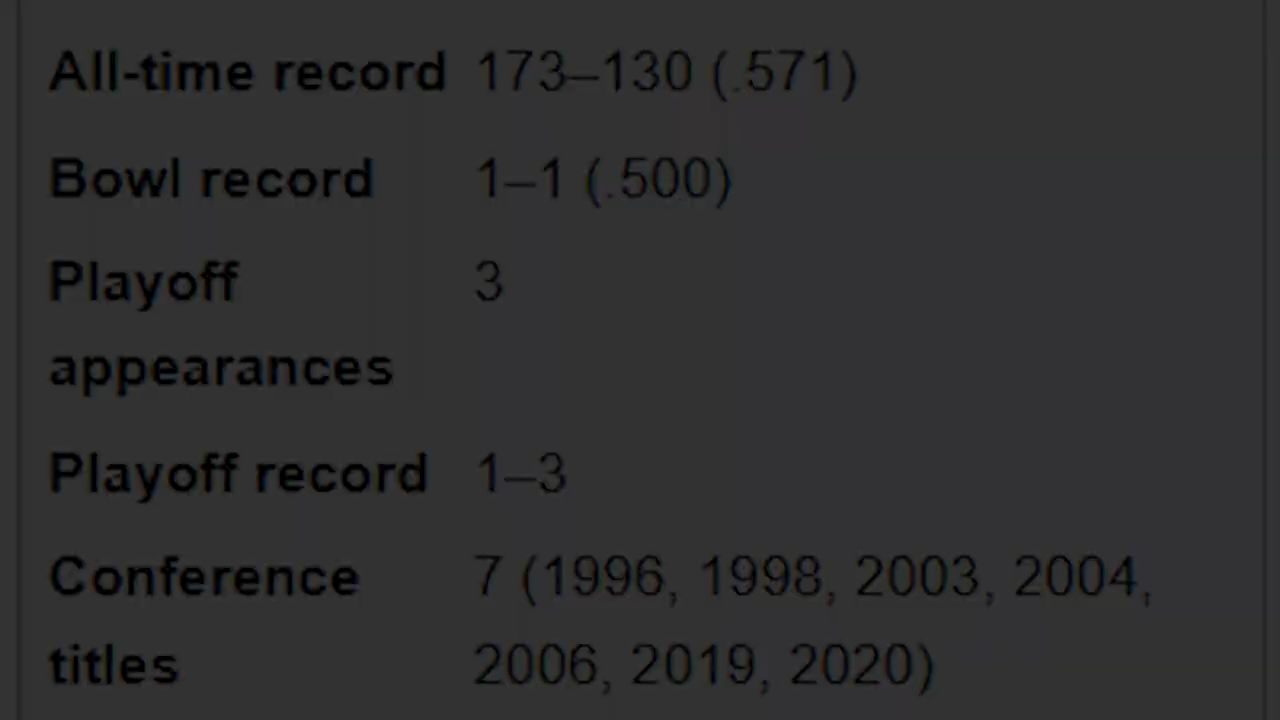 All-time record 173–130 (.571)
Bowl record 1–1 (.500)
Playoff 3
appearances
Playoff record 1–3
Conference 7 (1996, 1998, 2003, 2004,
titles 2006, 2019, 2020)